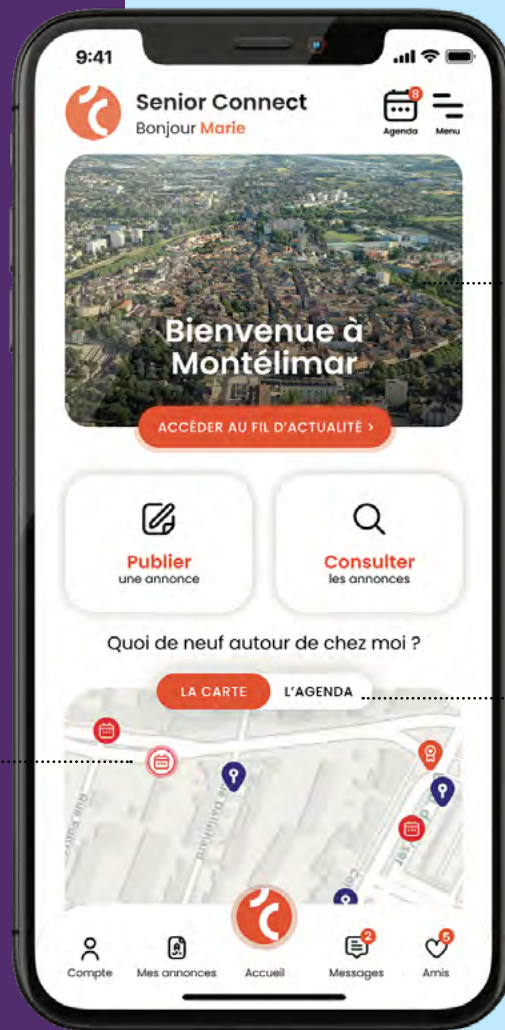 9:41
Senior Connect
Bonjour Marie
8
Agenda
Menu
Bienvenue à
Montélimar
ACCÉDER AU FIL D'ACTUALITÉ >
Publier
une annonce
Consulter
les annonces
Quoi de neuf autour de chez moi ?
LA CARTE
L'AGENDA
Compte
Mes annonces
Accueil
2
Messages
5
Amis